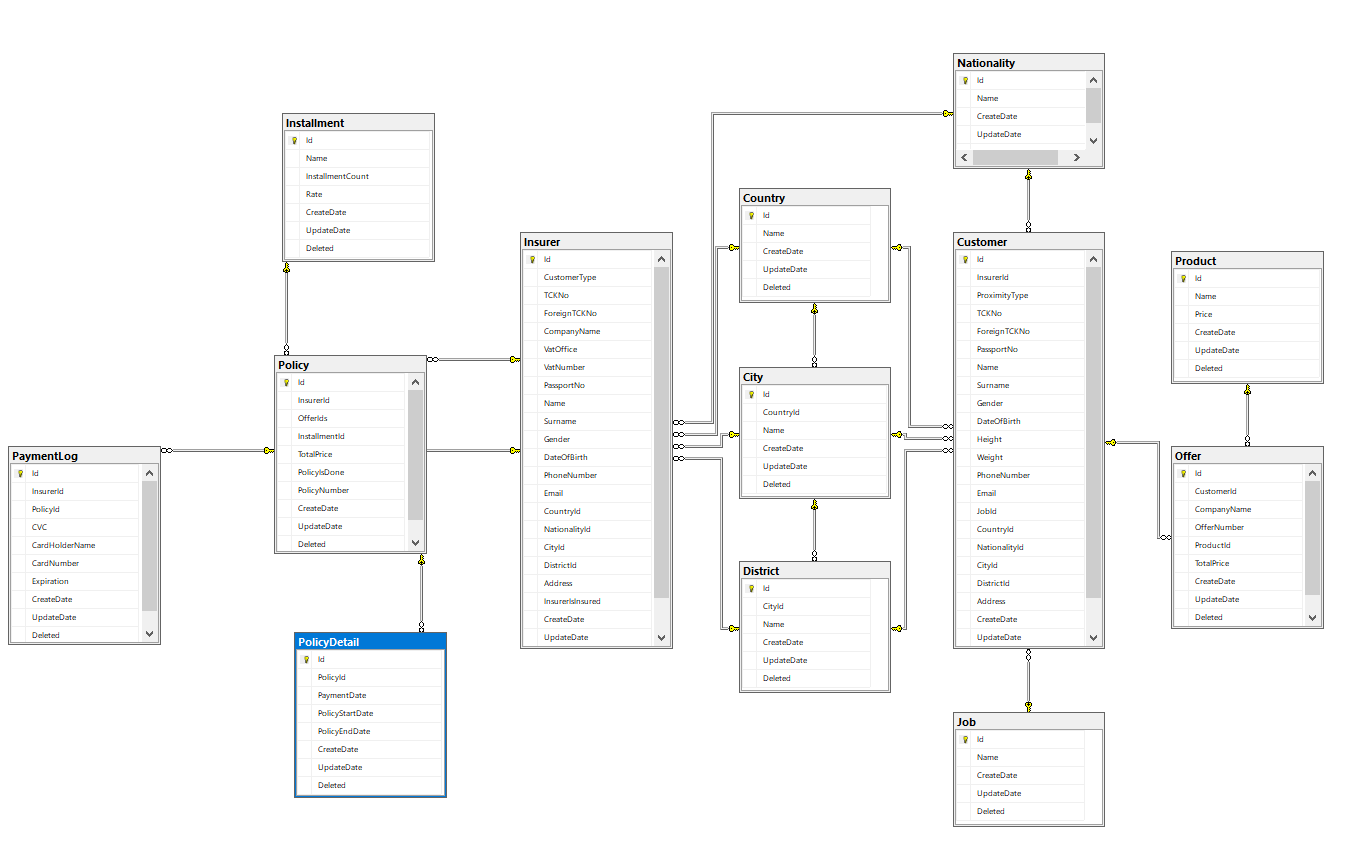 Nationality
Id
Name
CreateDate
UpdateDate
Installment
Id
Name
InstallmentCount
Rate
CreateDate
UpdateDate
Deleted
Country
Id
Name
CreateDate
UpdateDate
Deleted
Insurer
Id
CustomerType
TCKNo
ForeignTCKNo
CompanyName
VatOffice
VatNumber
PassportNo
Name
Surname
Gender
DateOfBirth
PhoneNumber
Email
CountryId
NationalityId
CityId
DistrictId
Address
InsurerIsInsured
CreateDate
UpdateDate
Customer
Id
InsurerId
ProximityType
TCKNo
ForeignTCKNo
PassportNo
Name
Surname
Gender
DateOfBirth
Height
Weight
PhoneNumber
Email
JobId
CountryId
NationalityId
CityId
DistrictId
Address
CreateDate
UpdateDate
Product
Id
Name
Price
CreateDate
UpdateDate
Deleted
Policy
Id
InsurerId
OfferIds
InstallmentId
TotalPrice
PolicyIsDone
PolicyNumber
CreateDate
UpdateDate
Deleted
City
Id
CountryId
Name
CreateDate
UpdateDate
Deleted
PaymentLog
Id
InsurerId
PolicyId
CVC
CardHolderName
CardNumber
Expiration
CreateDate
UpdateDate
Deleted
Offer
Id
CustomerId
CompanyName
OfferNumber
ProductId
TotalPrice
CreateDate
UpdateDate
Deleted
District
Id
CityId
Name
CreateDate
UpdateDate
Deleted
PolicyDetail
Id
PolicyId
PaymentDate
PolicyStartDate
PolicyEndDate
CreateDate
UpdateDate
Deleted
Job
Id
Name
CreateDate
UpdateDate
Deleted